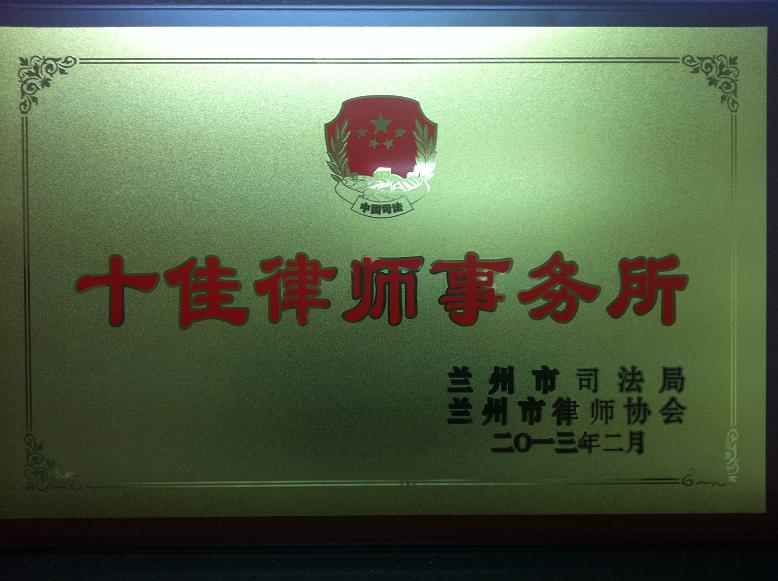 中国司法
十佳律师事务所
兰州市司法局
兰州市律师协会
二〇一三年二月